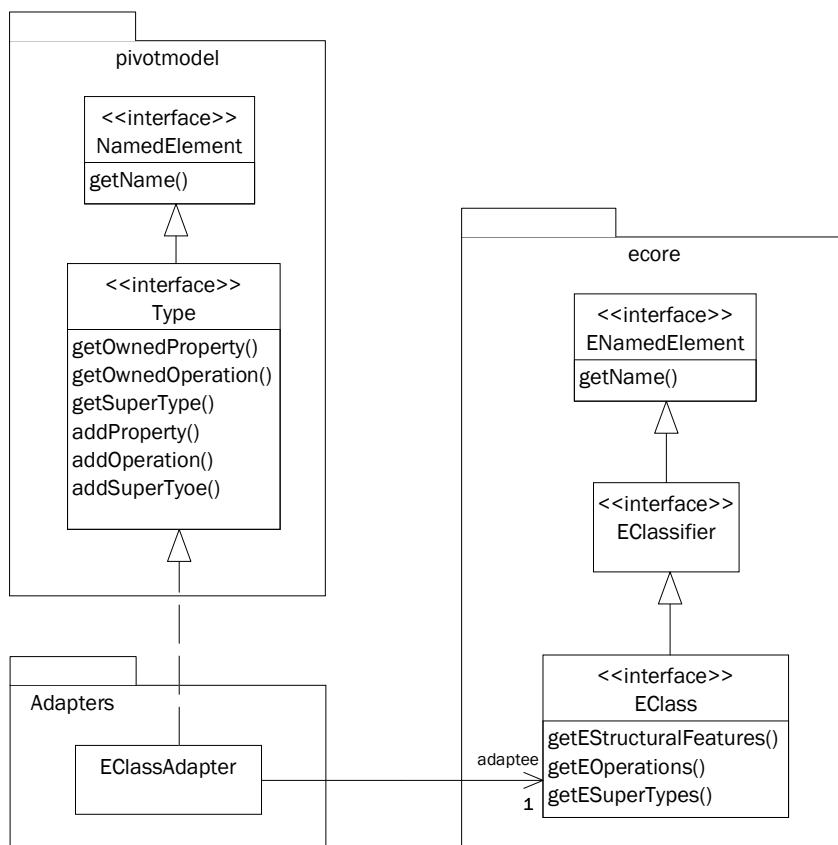 pivotmodel
<<interface>>
NamedElement
getName()
<<interface>>
Type
getOwnedProperty()
getOwnedOperation()
getSuperType()
addProperty()
addOperation()
addSuperTyoe()
Adapters
EClassAdapter
adaptee
1
ecore
<<interface>>
ENamedElement
getName()
<<interface>>
EClassifier
<<interface>>
EClass
getEStructuralFeatures()
getEOperations()
getESuperTypes()